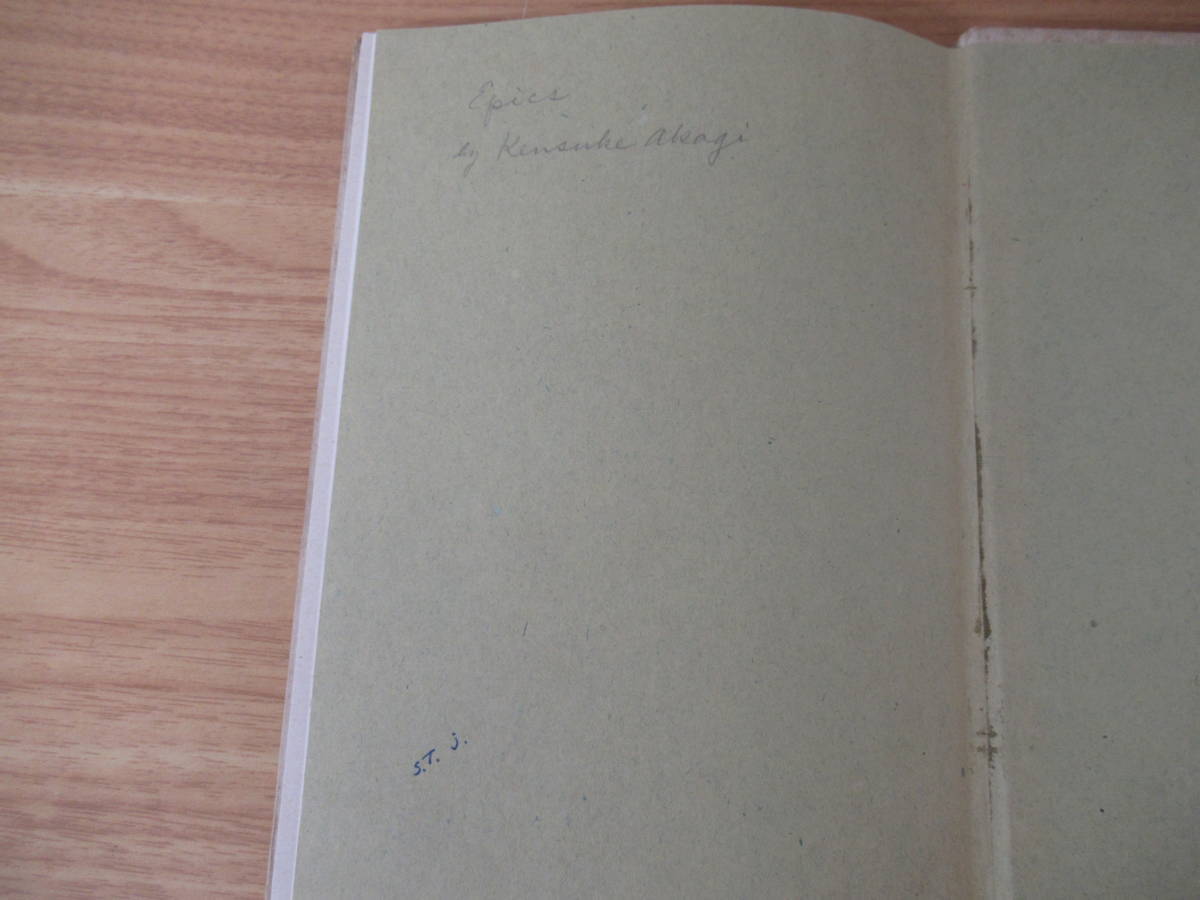 Epics
by Kensuke Akagi
S.T. J.